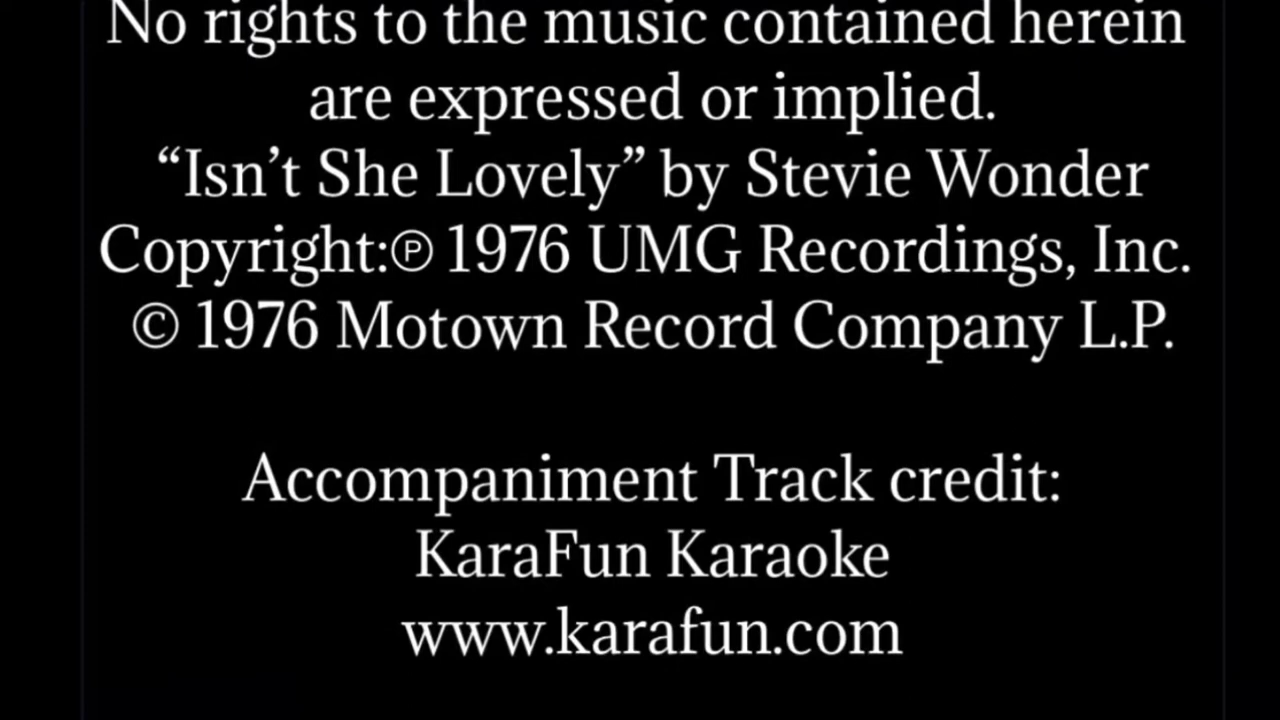 No rights to the music contained herein
are expressed or implied.
“Isn’t She Lovely” by Stevie Wonder
Copyright:℗ 1976 UMG Recordings, Inc.
© 1976 Motown Record Company L.P.
Accompaniment Track credit:
KaraFun Karaoke
www.karafun.com